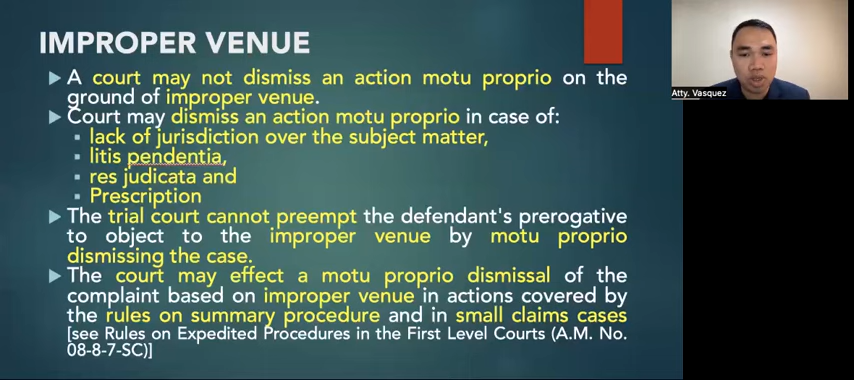 IMPROPER VENUE
A court may not dismiss an action motu proprio on the
ground of improper venue.
Court may dismiss an action motu proprio in case of:
lack of jurisdiction over the subject matter,
litis pendentia,
res judicata and
Prescription
The trial court cannot preempt the defendant's prerogative
to object to the improper venue by motu proprio
dismissing the case.
The court may effect a motu proprio dismissal of the
complaint based on improper venue in actions covered by
the rules on summary procedure and in small claims cases
[see Rules on Expedited Procedures in the First Level Courts (A.M. No.
08-8-7-SC)]
Atty. Vasquez